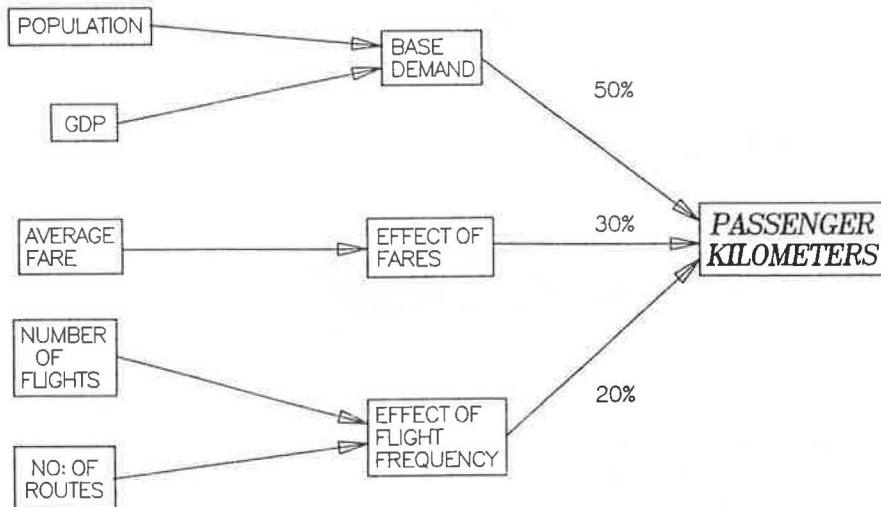 POPULATION
BASE
DEMAND
50%
GDP
AVERAGE
FARE
EFFECT OF
FARES
30%
PASSENGER
KILOMETERS
NUMBER
OF
FLIGHTS
20%
EFFECT OF
FLIGHT
FREQUENCY
NO: OF
ROUTES